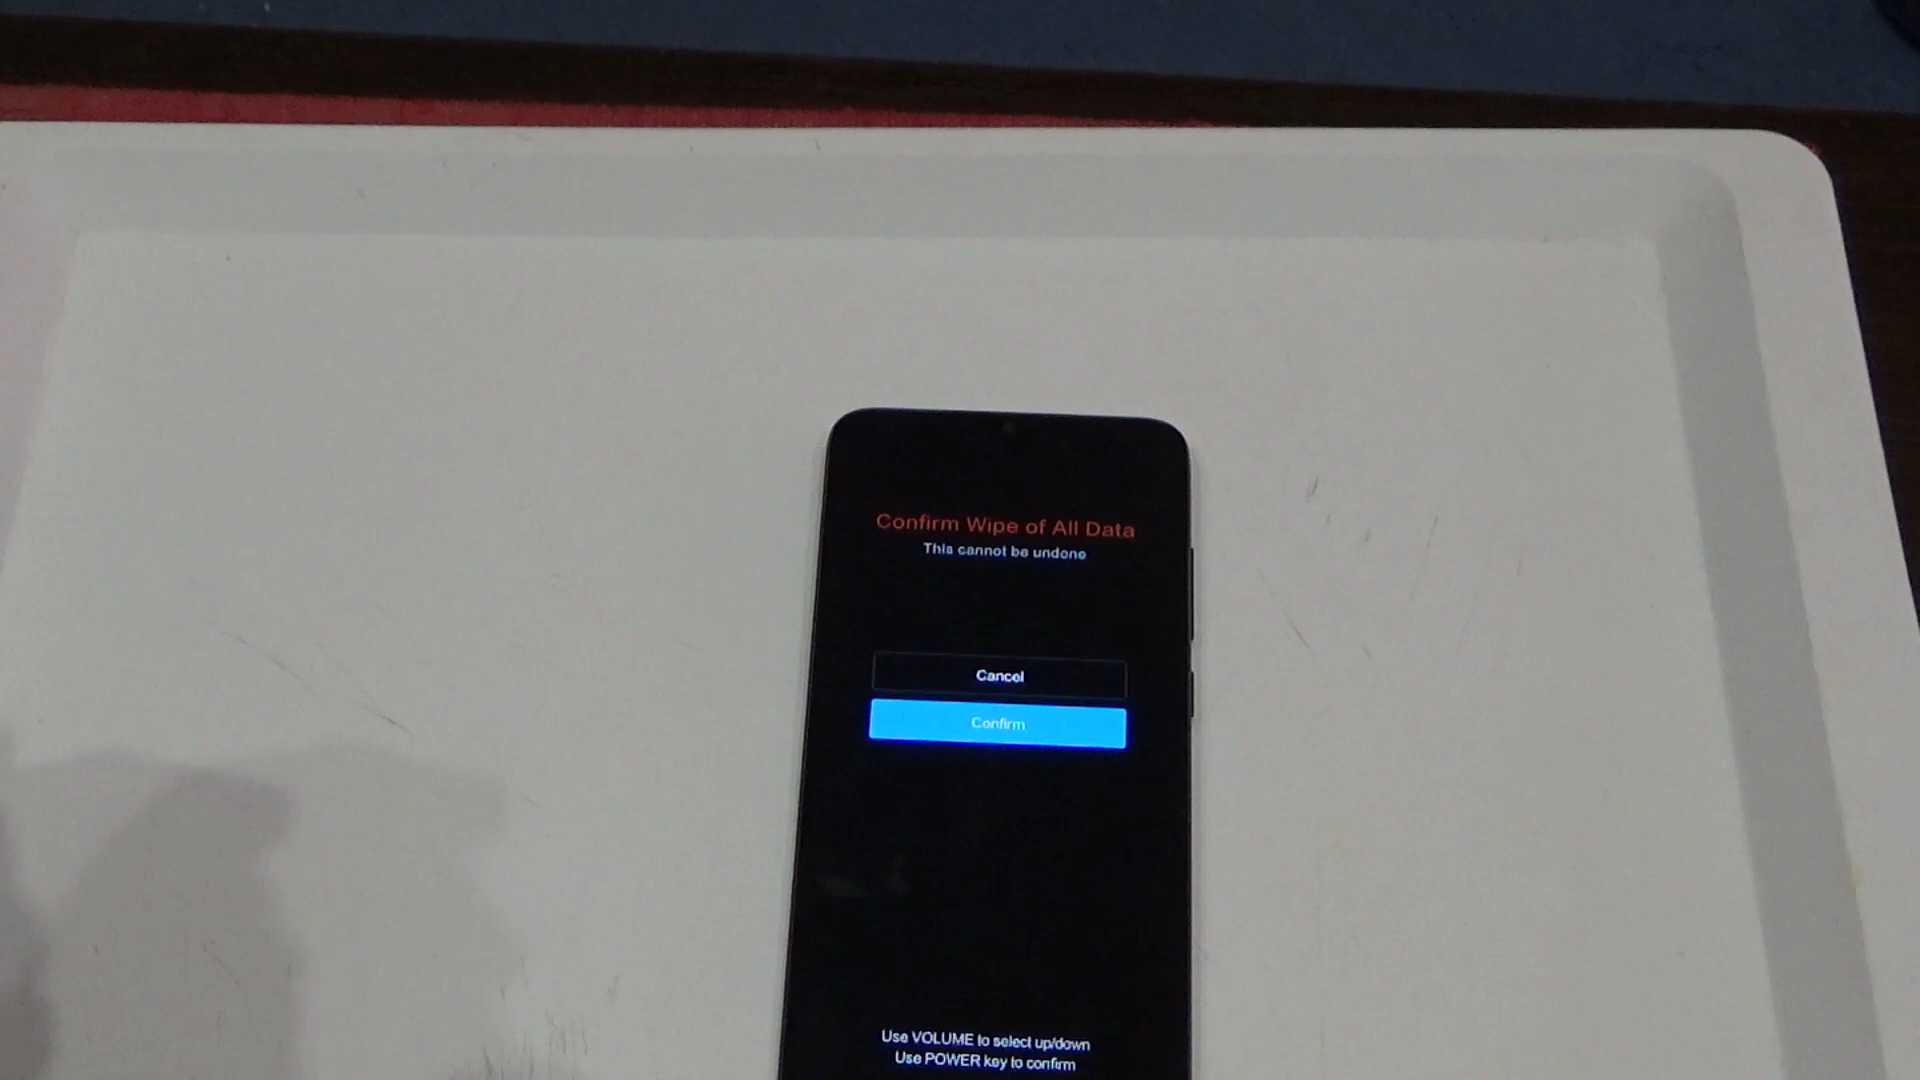 Confirm Wipe of All Data
This cannot be undone
Cancel
Confirm
Use VOLUME to select up/down
Use POWER key to confirm